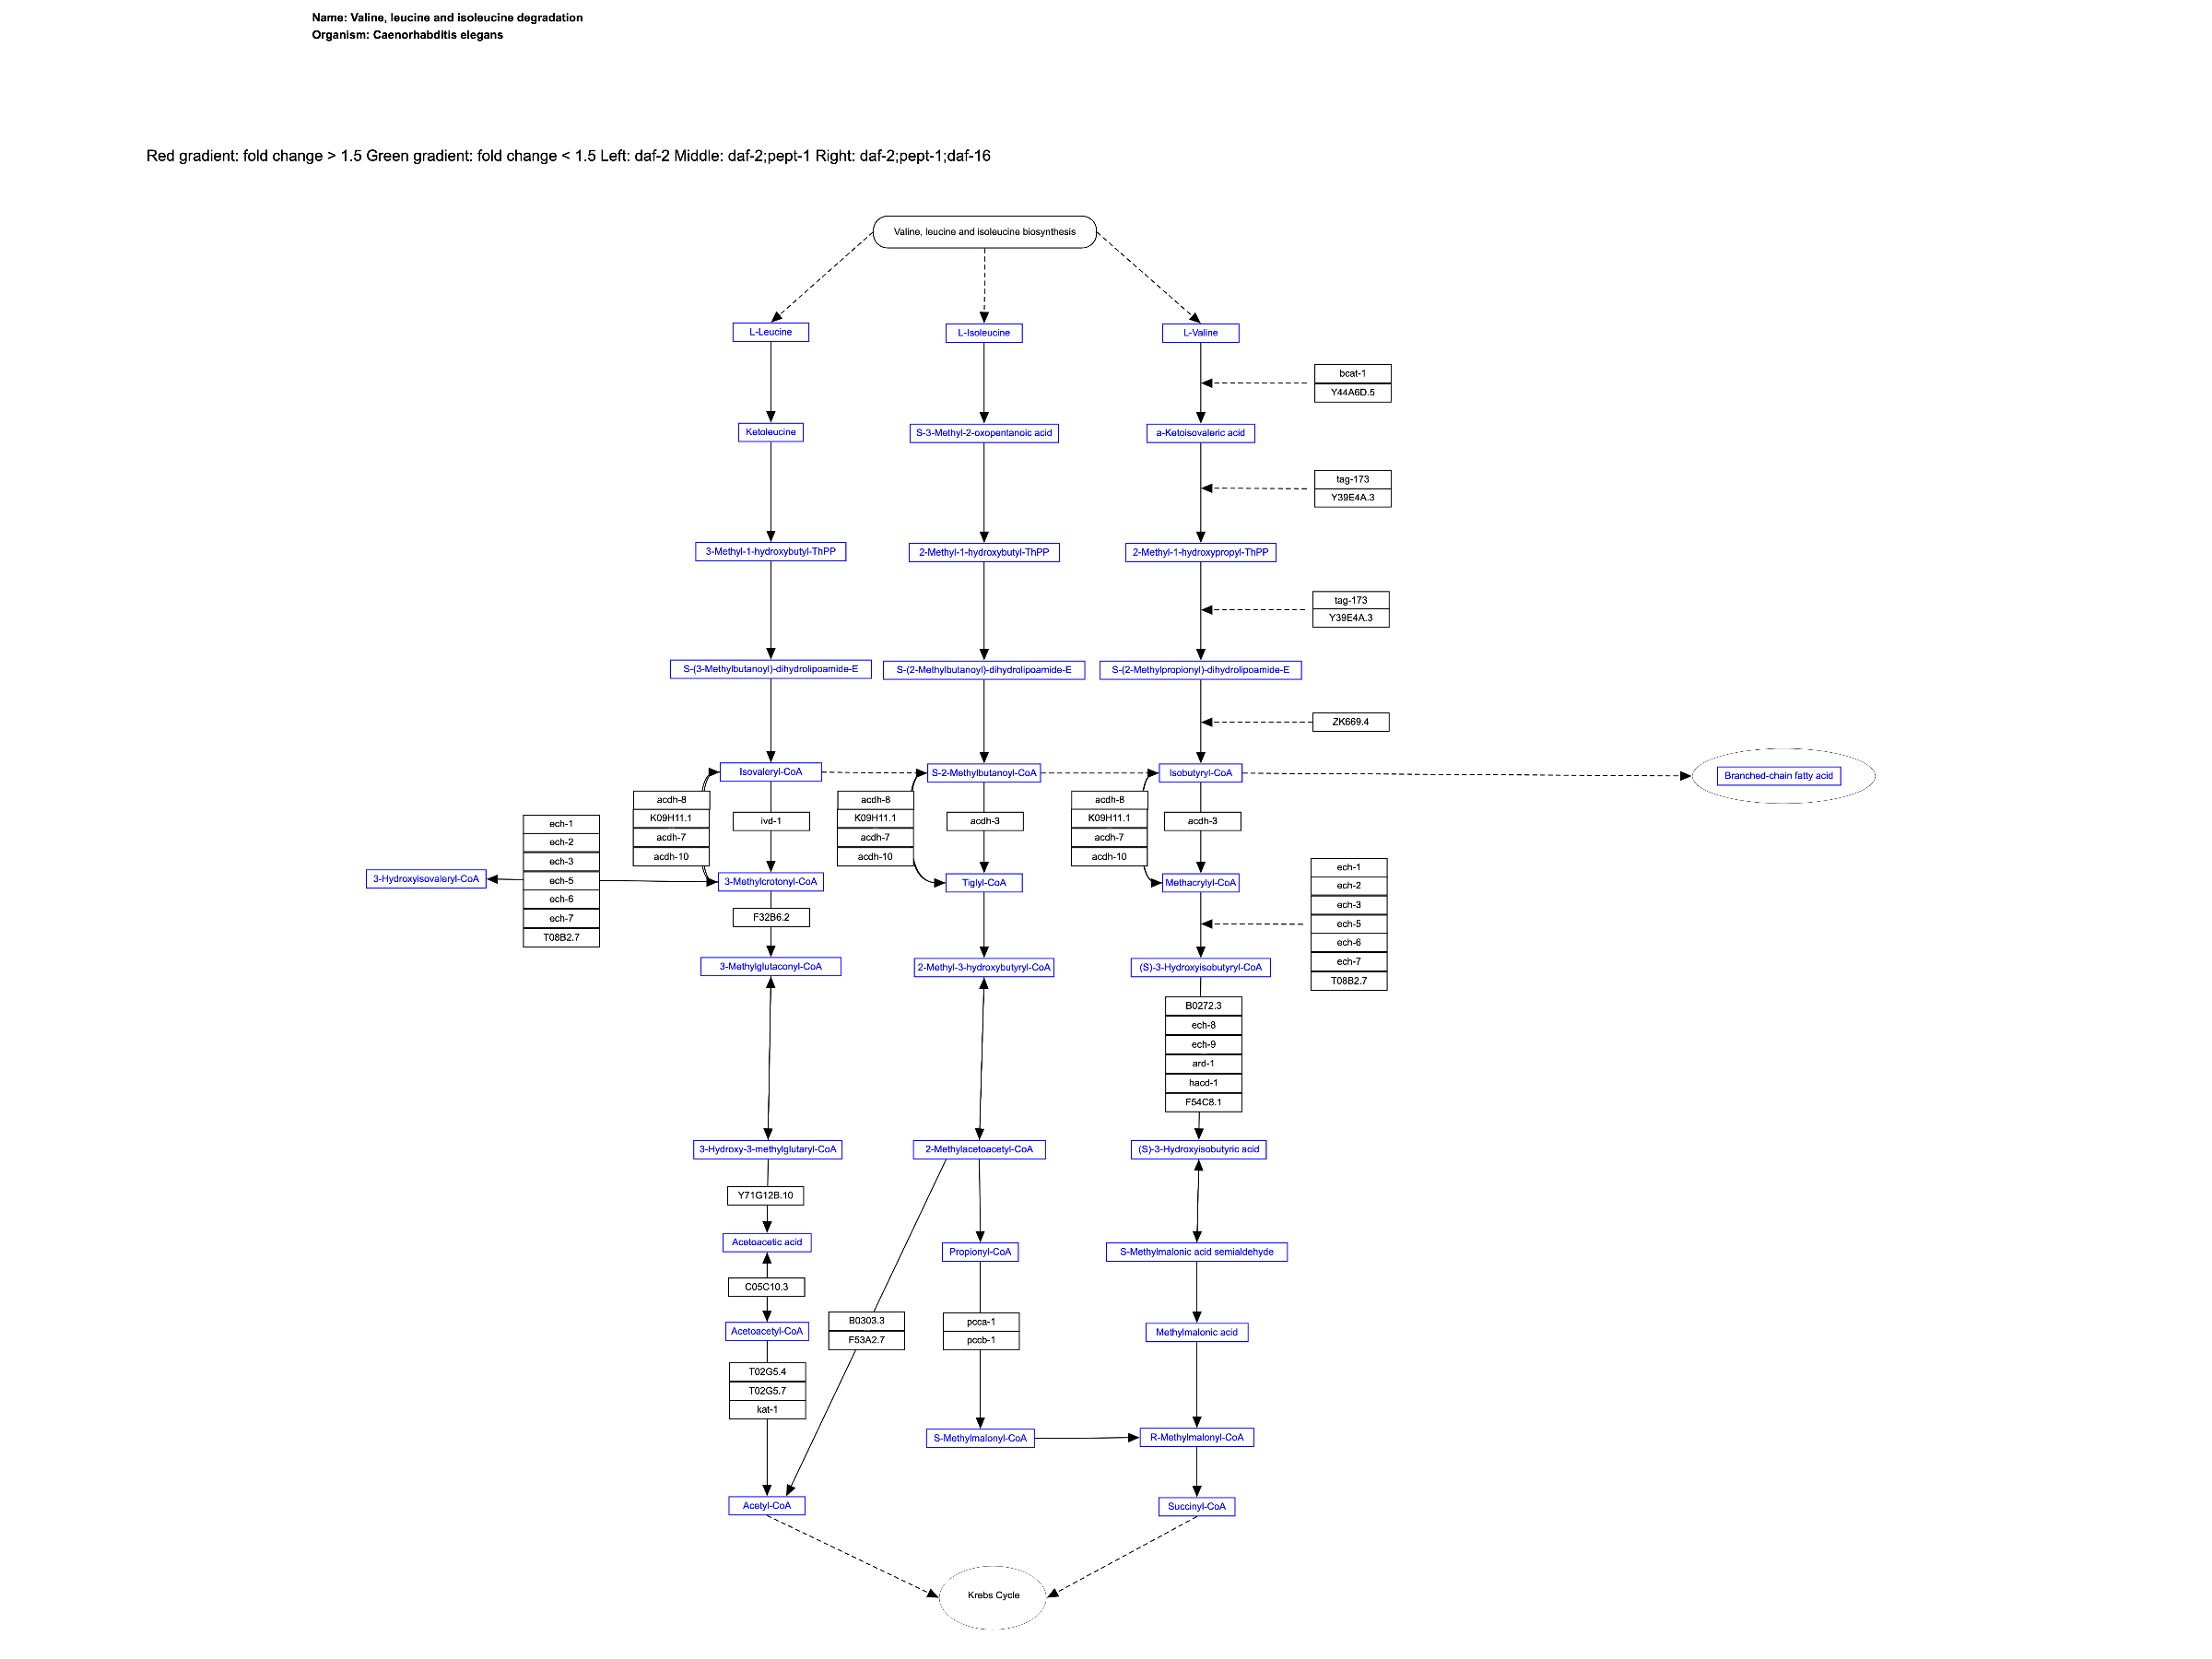 Name: Valine, leucine and isoleucine degradation
Organism: Caenorhabditis elegans
Red gradient: fold change > 1.5 Green gradient: fold change < 1.5 Left: daf-2 Middle: daf-2;pept-1 Right: daf-2;pept-1;daf-16
Valine, leucine and isoleucine biosynthesis
L-Leucine
L-Isoleucine
L-Valine
bcat-1
Y44A6D.5
Ketoleucine
S-3-Methyl-2-oxopentanoic acid
a-Ketoisovaleric acid
tag-173
Y39E4A.3
3-Methyl-1-hydroxybutyl-ThPP
2-Methyl-1-hydroxybutyl-ThPP
2-Methyl-1-hydroxypropyl-ThPP
tag-173
Y39E4A.3
S-(3-Methylbutanoyl)-dihydrolipoamide-E
S-(2-Methylbutanoyl)-dihydrolipoamide-E
S-(2-Methylpropionyl)-dihydrolipoamide-E
ZK669.4
Isovaleryl-CoA
S-2-Methylbutanoyl-CoA
Isobutyryl-CoA
Branched-chain fatty acid
acdh-8
K09H11.1
acdh-7
acdh-10
ivd-1
acdh-8
K09H11.1
acdh-7
acdh-10
acdh-3
acdh-8
K09H11.1
acdh-7
acdh-10
acdh-3
ech-1
ech-2
ech-3
ech-5
ech-6
ech-7
T08B2.7
3-Hydroxyisovaleryl-CoA
3-Methylcrotonyl-CoA
Tiglyl-CoA
Methacrylyl-CoA
ech-1
ech-2
ech-3
ech-5
ech-6
ech-7
T08B2.7
F32B6.2
3-Methylglutaconyl-CoA
2-Methyl-3-hydroxybutyryl-CoA
(S)-3-Hydroxyisobutyryl-CoA
B0272.3
ech-8
ech-9
ard-1
hacd-1
F54C8.1
3-Hydroxy-3-methylglutaryl-CoA
2-Methylacetoacetyl-CoA
(S)-3-Hydroxyisobutyric acid
Y71G12B.10
Acetoacetic acid
Propionyl-CoA
S-Methylmalonic acid semialdehyde
C05C10.3
Acetoacetyl-CoA
B0303.3
F53A2.7
pcca-1
pccb-1
Methylmalonic acid
T02G5.4
T02G5.7
kat-1
S-Methylmalonyl-CoA
R-Methylmalonyl-CoA
Acetyl-CoA
Succinyl-CoA
Krebs Cycle